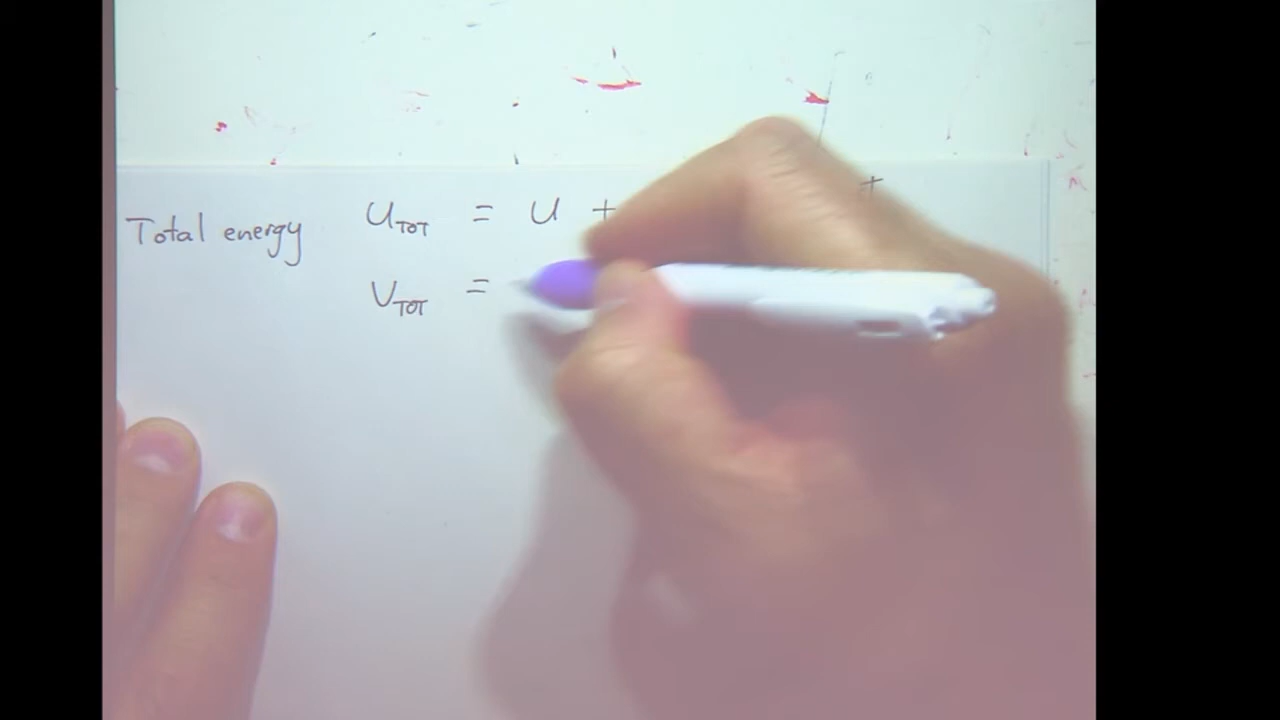 Total energy U_TOT = U + +
U_TOT =